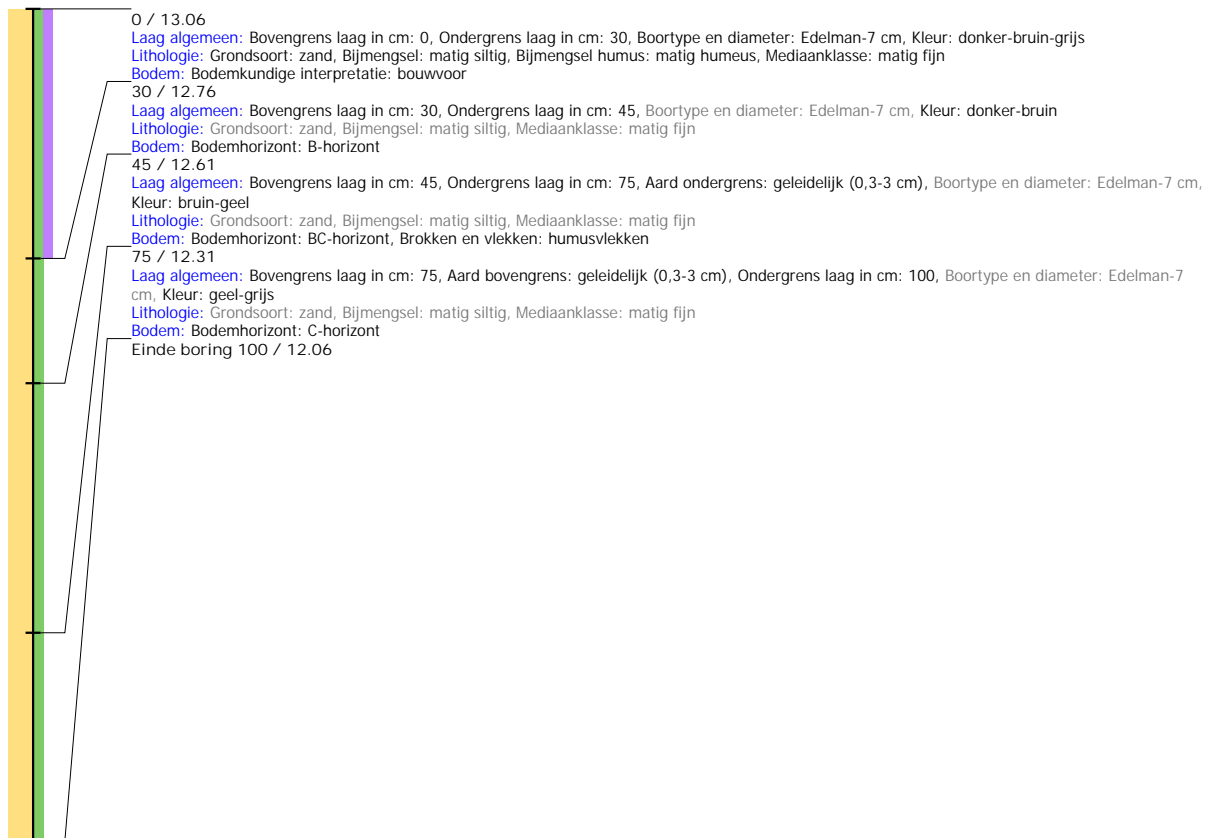 0 / 13.06
Laag algemeen: Bovengrens laag in cm: 0, Ondergrens laag in cm: 30, Boortype en diameter: Edelman-7 cm, Kleur: donker-bruin-grijs
Lithologie: Grondsoort: zand, Bijmengsel: matig siltig, Bijmengsel humus: matig humeus, Mediaanklasse: matig fijn
Bodem: Bodemkundige interpretatie: bouwvoor
30 / 12.76
Laag algemeen: Bovengrens laag in cm: 30, Ondergrens laag in cm: 45, Boortype en diameter: Edelman-7 cm, Kleur: donker-bruin
Lithologie: Grondsoort: zand, Bijmengsel: matig siltig, Mediaanklasse: matig fijn
Bodem: Bodemhorizont: B-horizont
45 / 12.61
Laag algemeen: Bovengrens laag in cm: 45, Ondergrens laag in cm: 75, Aard ondergrens: geleidelijk (0,3-3 cm), Boortype en diameter: Edelman-7 cm,
Kleur: bruin-geel
Lithologie: Grondsoort: zand, Bijmengsel: matig siltig, Mediaanklasse: matig fijn
Bodem: Bodemhorizont: BC-horizont, Brokken en vlekken: humusvlekken
75 / 12.31
Laag algemeen: Bovengrens laag in cm: 75, Aard bovengrens: geleidelijk (0,3-3 cm), Ondergrens laag in cm: 100, Boortype en diameter: Edelman-7
cm, Kleur: geel-grijs
Lithologie: Grondsoort: zand, Bijmengsel: matig siltig, Mediaanklasse: matig fijn
Bodem: Bodemhorizont: C-horizont
Einde boring 100 / 12.06